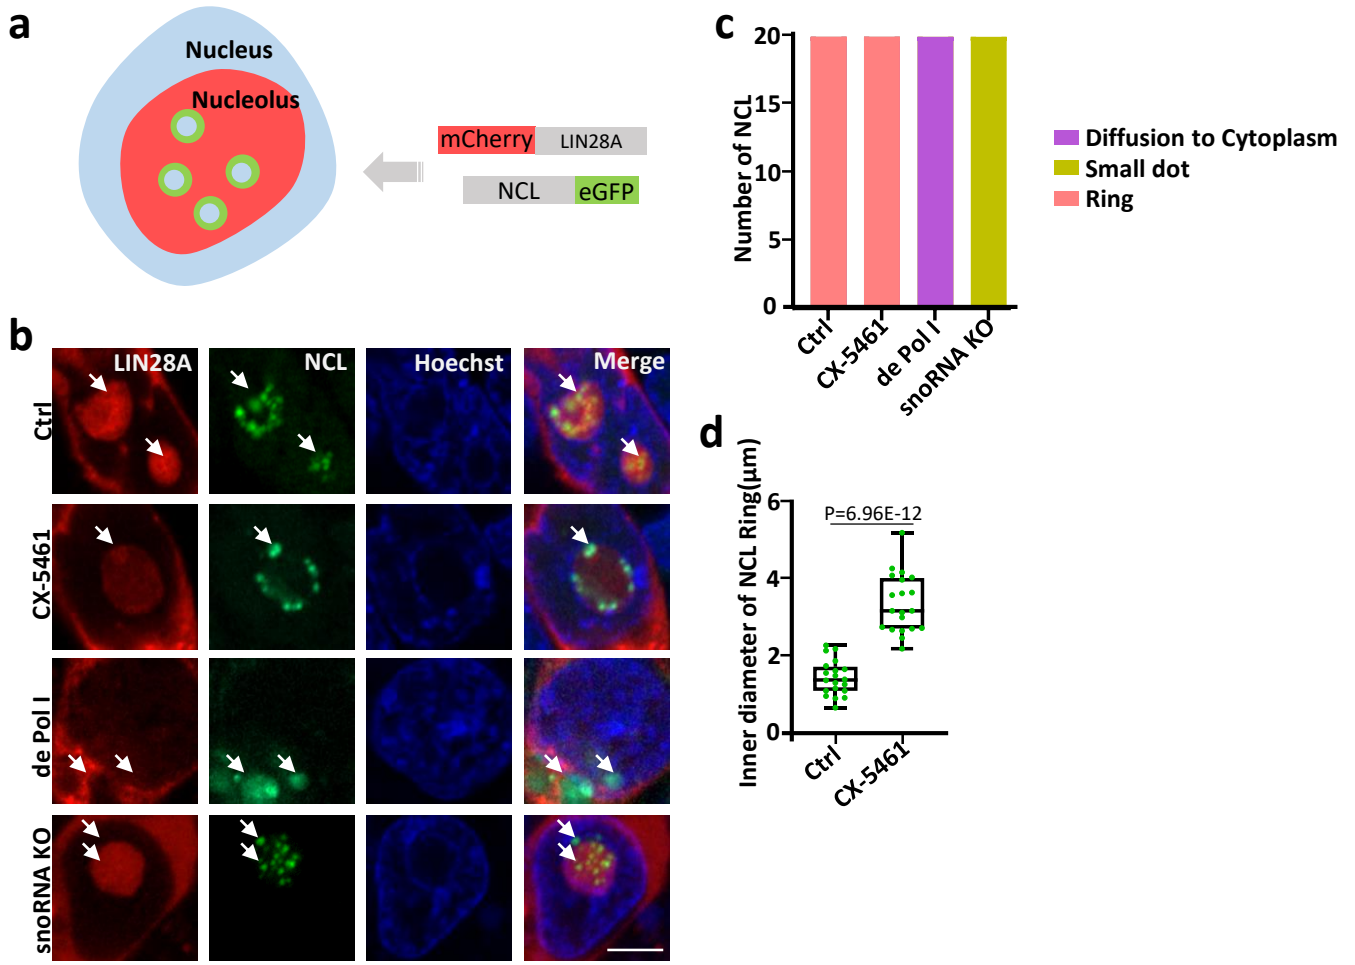 a
Nucleus
Nucleolus
mCherry LIN28A
NCL eGFP
c
Number of NCL
20
15
10
5
0
Ctrl
CX-5461
de Pol I
snoRNA KO
Diffusion to Cytoplasm
Small dot
Ring
b
LIN28A NCL Hoechst Merge
Ctrl
CX-5461
de Pol I
snoRNA KO
d
Inner diameter of NCL Ring(μm)
6
4
2
0
P=6.96E-12
Ctrl
CX-5461